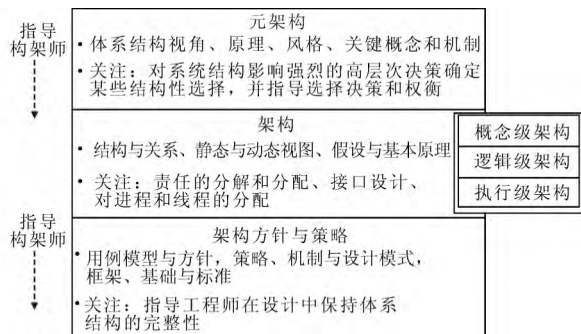 指导
构架师
元架构
• 体系结构视角、原理、风格、关键概念和机制
• 关注：对系统结构影响强烈的高层次决策确定
某些结构性选择，并指导选择决策和权衡
架构
• 结构与关系、静态与动态视图、假设与基本原理
• 关注：责任的分解和分配、接口设计、
对进程和线程的分配
概念级架构
逻辑级架构
执行级架构
指导
构架师
架构方针与策略
• 用例模型与方针，策略、机制与设计模式，
框架、基础与标准
• 关注：指导工程师在设计中保持体系
结构的完整性